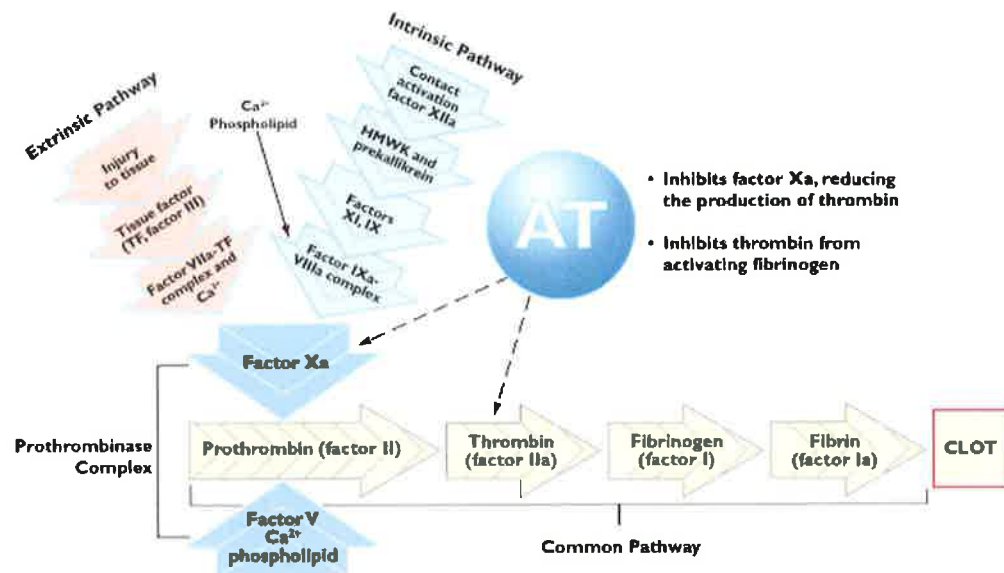 Extrinsic Pathway
Injury
to tissue
Tissue factor
(TF, factor III)
Factor VIIa-TF
complex and
Ca²⁺
Ca²⁺
Phospholipid
Intrinsic Pathway
Contact
activation
factor XIIa
HMWK and
prekallikrein
Factors
XI, IX
Factor IXa-
VIIIa complex
AT
• Inhibits factor Xa, reducing
the production of thrombin
• Inhibits thrombin from
activating fibrinogen
Factor Xa
Prothrombinase
Complex
Prothrombin (factor II)
Thrombin
(factor IIa)
Fibrinogen
(factor I)
Fibrin
(factor Ia)
CLOT
Factor V
Ca²⁺
phospholipid
Common Pathway